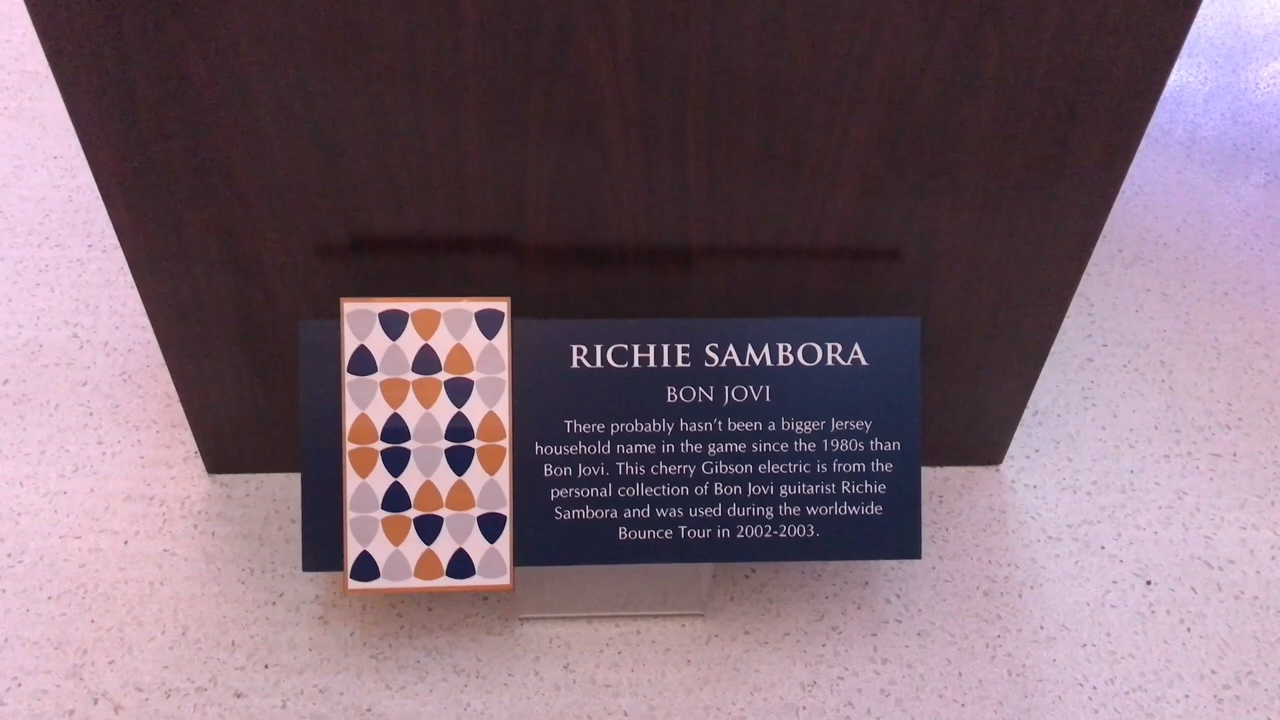 RICHIE SAMBORA
BON JOVI
There probably hasn't been a bigger Jersey
household name in the game since the 1980s than
Bon Jovi. This cherry Gibson electric is from the
personal collection of Bon Jovi guitarist Richie
Sambora and was used during the worldwide
Bounce Tour in 2002-2003.